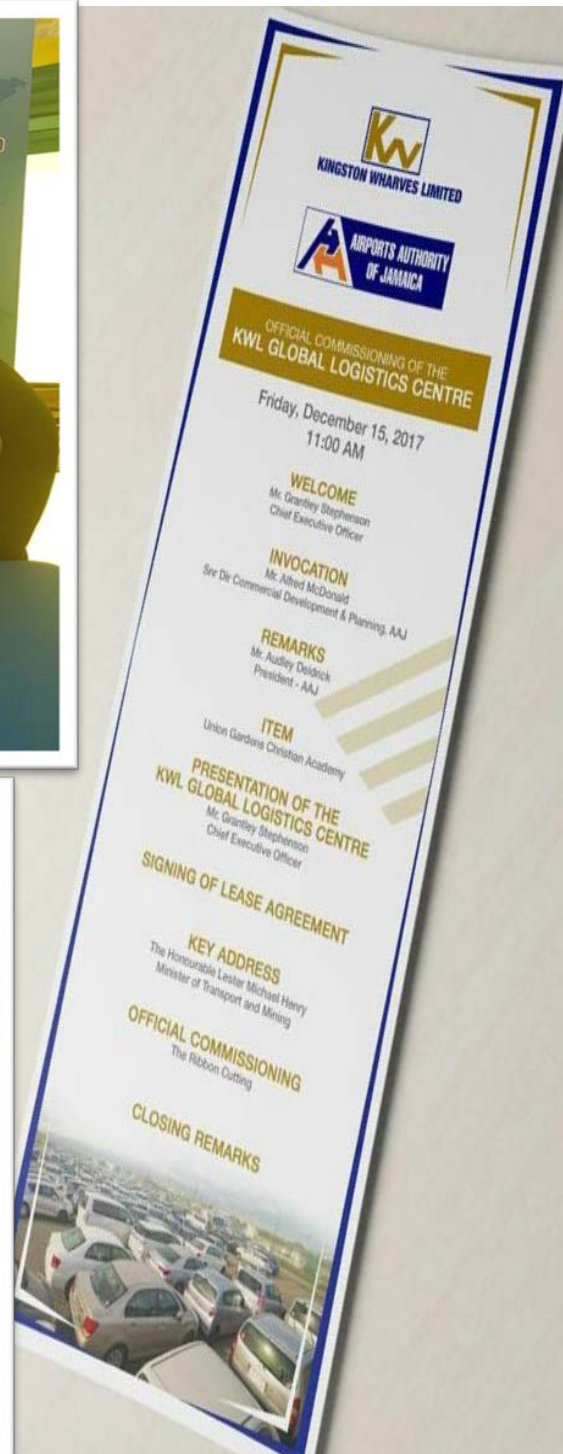 KW
KINGSTON WHARVES LIMITED
AIRPORTS AUTHORITY
OF JAMAICA
OFFICIAL COMMISSIONING OF THE
KWL GLOBAL LOGISTICS CENTRE
Friday, December 15, 2017
11:00 AM
WELCOME
Mr. Grantley Stephenson
Chief Executive Officer
INVOCATION
Mr. Alfred McDonald
Snr Dir Commercial Development & Planning, AAJ
REMARKS
Mr. Audley Deidrick
President - AAJ
ITEM
Union Gardens Christian Academy
PRESENTATION OF THE
KWL GLOBAL LOGISTICS CENTRE
Mr. Grantley Stephenson
Chief Executive Officer
SIGNING OF LEASE AGREEMENT
KEY ADDRESS
The Honourable Lester Michael Henry
Minister of Transport and Mining
OFFICIAL COMMISSIONING
The Ribbon Cutting
CLOSING REMARKS